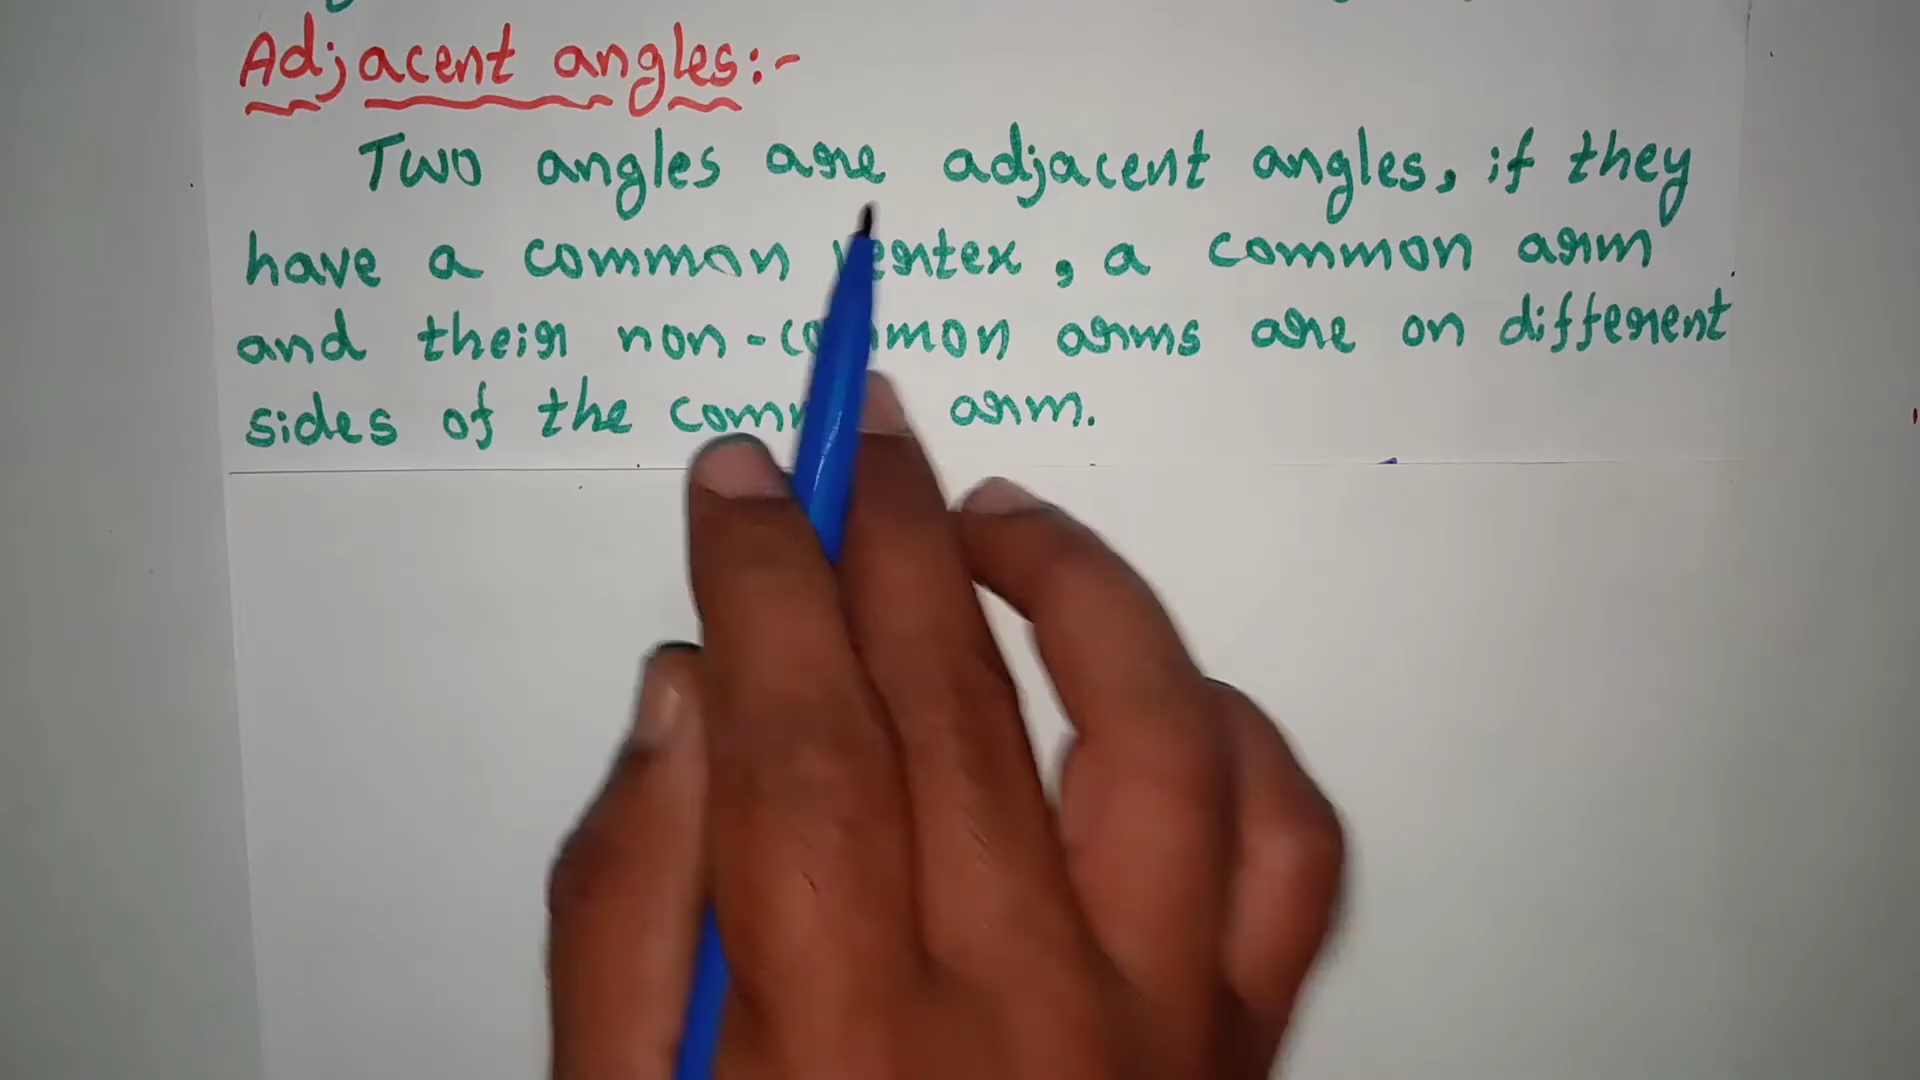 Adjacent angles:-
Two angles are adjacent angles, if they
have a common vertex, a common arm
and their non-common arms are on different
sides of the common arm.